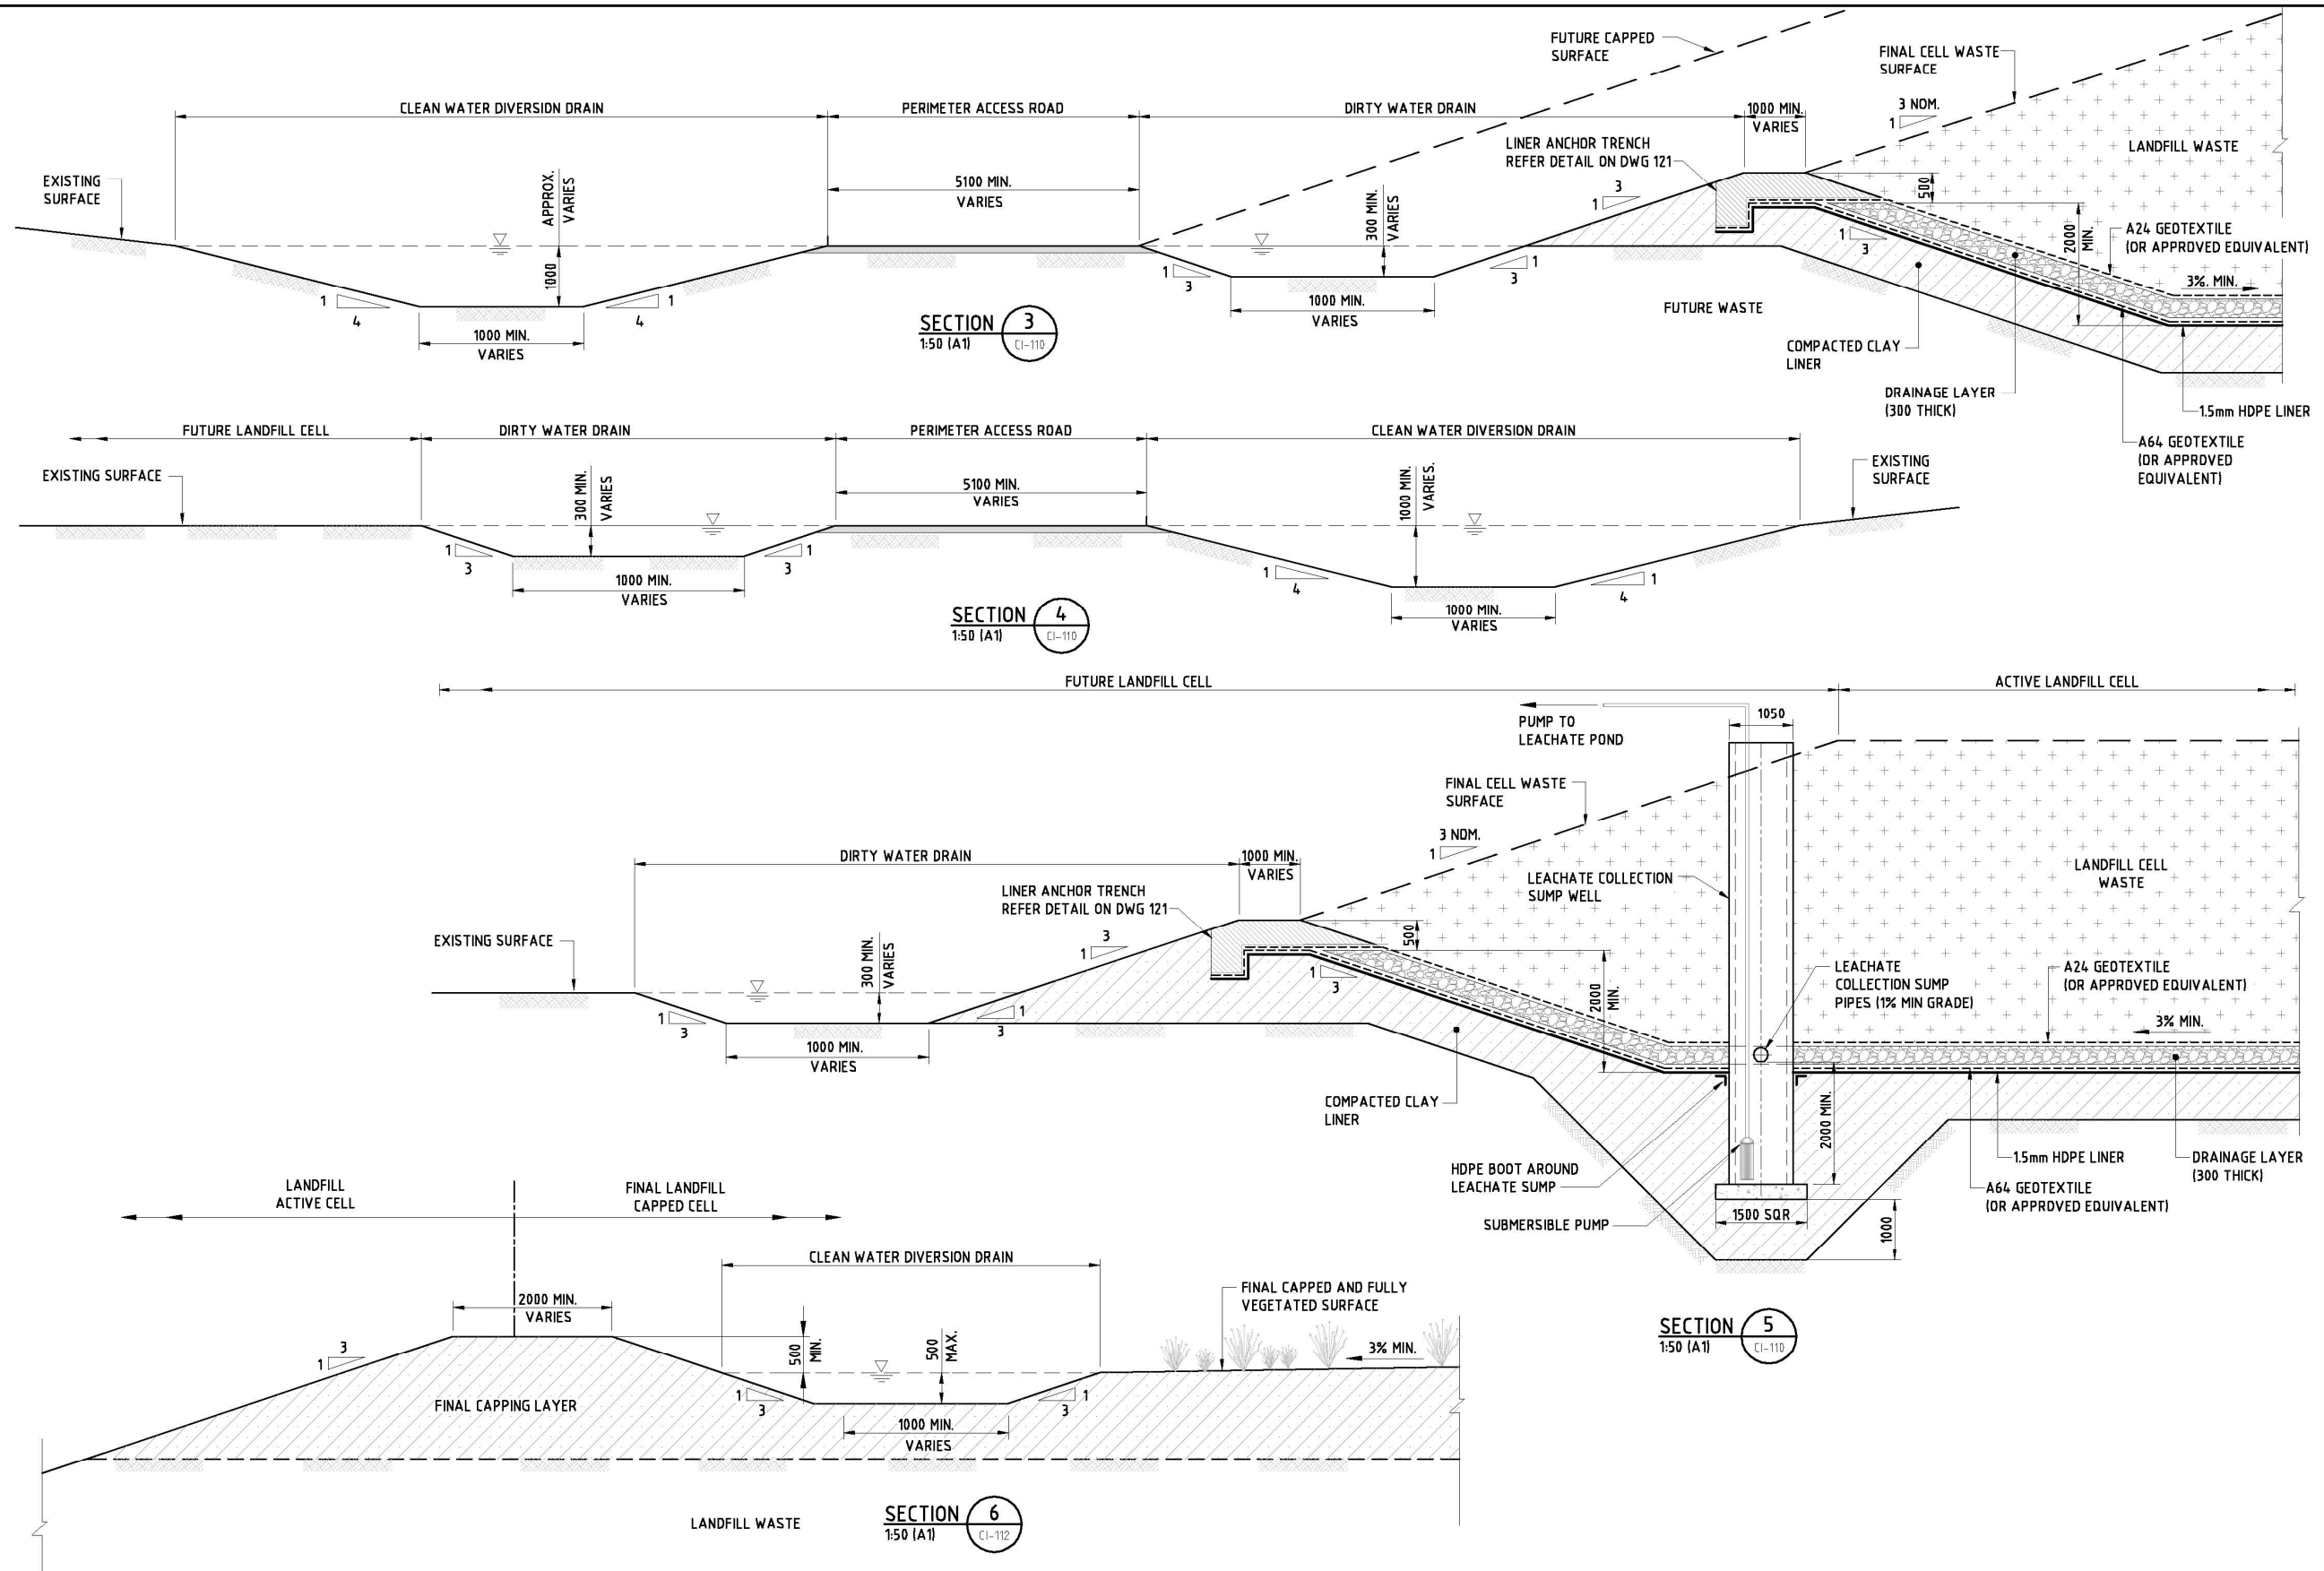 FUTURE CAPPED
SURFACE
FINAL CELL WASTE
SURFACE
CLEAN WATER DIVERSION DRAIN
PERIMETER ACCESS ROAD
DIRTY WATER DRAIN
1000 MIN.
VARIES
3 NOM.
1
LANDFILL WASTE
LINER ANCHOR TRENCH
REFER DETAIL ON DWG 121
EXISTING
SURFACE
APPROX.
VARIES
1000
5100 MIN.
VARIES
300 MIN.
VARIES
3
1
500
2000
MIN.
A24 GEOTEXTILE
(OR APPROVED EQUIVALENT)
1
3
3%. MIN.
1
4
1
4
1
3
1
3
1000 MIN.
VARIES
1000 MIN.
VARIES
FUTURE WASTE
SECTION
3
1:50 (A1)
CI-110
COMPACTED CLAY
LINER
DRAINAGE LAYER
(300 THICK)
1.5mm HDPE LINER
A64 GEOTEXTILE
(OR APPROVED
EQUIVALENT)
FUTURE LANDFILL CELL
DIRTY WATER DRAIN
PERIMETER ACCESS ROAD
CLEAN WATER DIVERSION DRAIN
EXISTING SURFACE
300 MIN.
VARIES
5100 MIN.
VARIES
1000 MIN.
VARIES.
EXISTING
SURFACE
1
3
1
3
1000 MIN.
VARIES
1
4
1
4
1000 MIN.
VARIES
SECTION
4
1:50 (A1)
CI-110
FUTURE LANDFILL CELL
ACTIVE LANDFILL CELL
PUMP TO
LEACHATE POND
1050
FINAL CELL WASTE
SURFACE
3 NOM.
1
DIRTY WATER DRAIN
1000 MIN.
VARIES
LEACHATE COLLECTION
SUMP WELL
LANDFILL CELL
WASTE
LINER ANCHOR TRENCH
REFER DETAIL ON DWG 121
EXISTING SURFACE
300 MIN.
VARIES
3
1
500
2000
MIN.
1
3
LEACHATE
COLLECTION SUMP
PIPES (1% MIN GRADE)
A24 GEOTEXTILE
(OR APPROVED EQUIVALENT)
3% MIN.
1
3
1
3
1000 MIN.
VARIES
COMPACTED CLAY
LINER
2000 MIN.
HDPE BOOT AROUND
LEACHATE SUMP
SUBMERSIBLE PUMP
1500 SQR
1000
1.5mm HDPE LINER
A64 GEOTEXTILE
(OR APPROVED EQUIVALENT)
DRAINAGE LAYER
(300 THICK)
SECTION
5
1:50 (A1)
CI-110
LANDFILL
ACTIVE CELL
FINAL LANDFILL
CAPPED CELL
CLEAN WATER DIVERSION DRAIN
2000 MIN.
VARIES
FINAL CAPPED AND FULLY
VEGETATED SURFACE
3
1
500
MIN.
500
MAX.
3% MIN.
1
3
1
3
FINAL CAPPING LAYER
1000 MIN.
VARIES
LANDFILL WASTE
SECTION
6
1:50 (A1)
CI-112